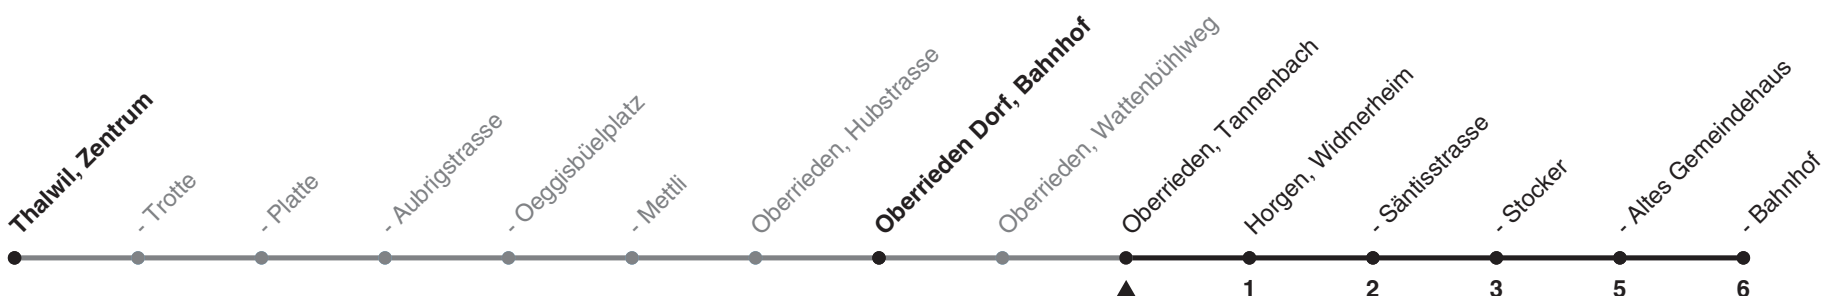 Thalwil, Zentrum
- Trotte
- Platte
- Aubrigstrasse
- Oeggisbüelplatz
- Mettli
Oberrieden, Hubstrasse
Oberrieden Dorf, Bahnhof
Oberrieden, Wattenbühlweg
Oberrieden, Tannenbach
Horgen, Widmerheim
- Säntisstrasse
- Stocker
- Altes Gemeindehaus
- Bahnhof
1 2 3 5 6